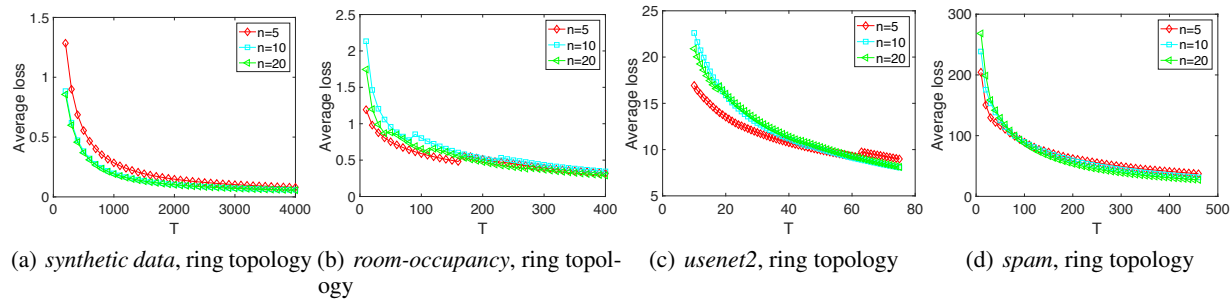 1.5
1
0.5
0
0
1000
2000
3000
4000
Average loss
T
n=5
n=10
n=20
2.5
2
1.5
1
0.5
0
0
100
200
300
400
Average loss
T
n=5
n=10
n=20
25
20
15
10
5
0
20
40
60
80
Average loss
T
n=5
n=10
n=20
300
200
100
0
0
100
200
300
400
500
Average loss
T
n=5
n=10
n=20
(a) synthetic data, ring topology
(b) room-occupancy, ring topol-
ogy
(c) usenet2, ring topology
(d) spam, ring topology